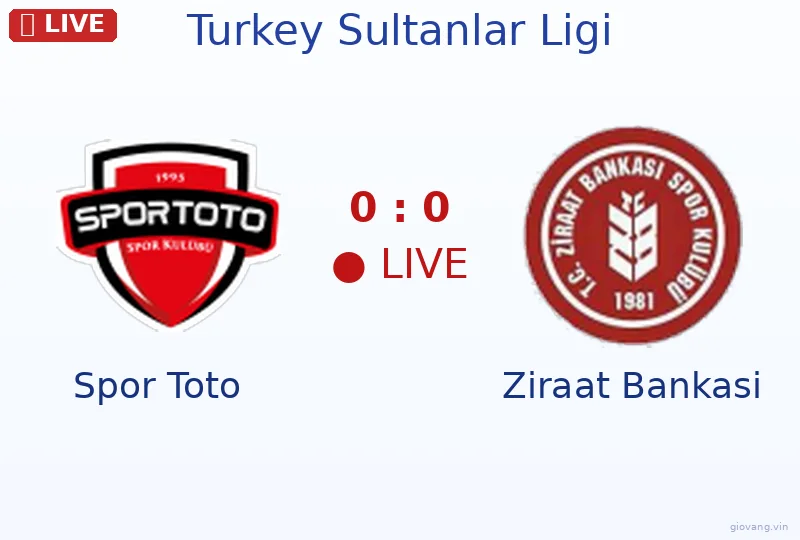 LIVE
Turkey Sultanlar Ligi
1995
SPORTOTO
SPOR KULÜBÜ
0 : 0
● LIVE
T.C. ZİRAAT BANKASI SPOR KULÜBÜ
TC
1981
Spor Toto
Ziraat Bankasi
giovang.vin